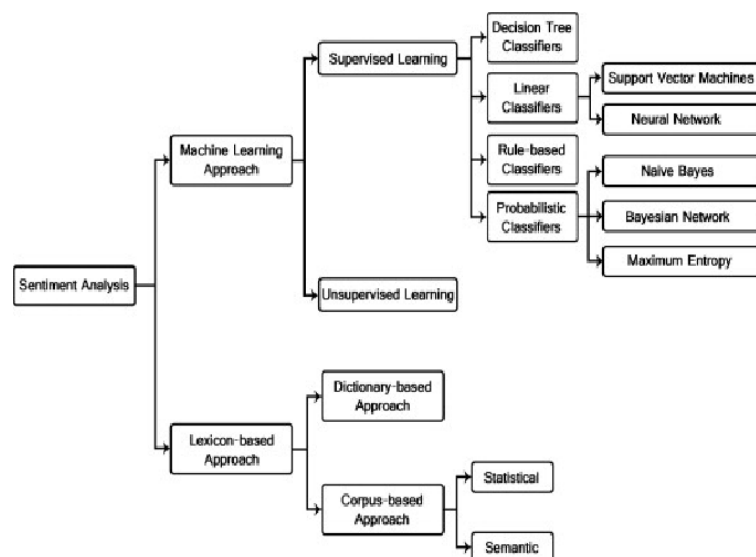 Decision Tree
Classifiers
Supervised Learning
Linear
Classifiers
Support Vector Machines
Neural Network
Machine Learning
Approach
Rule-based
Classifiers
Naive Bayes
Probabilistic
Classifiers
Bayesian Network
Maximum Entropy
Sentiment Analysis
Unsupervised Learning
Dictionary-based
Approach
Lexicon-based
Approach
Corpus-based
Approach
Statistical
Semantic